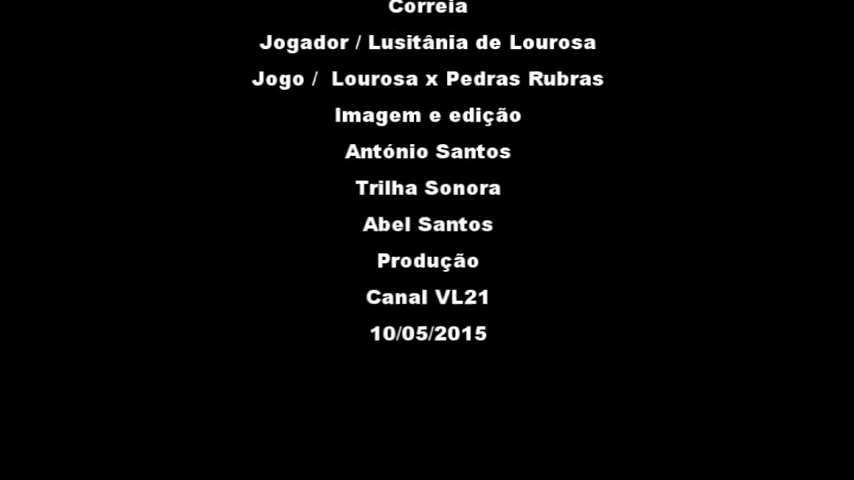 Correia
Jogador / Lusitânia de Lourosa
Jogo /  Lourosa x Pedras Rubras
Imagem e edição
António Santos
Trilha Sonora
Abel Santos
Produção
Canal VL21
10/05/2015